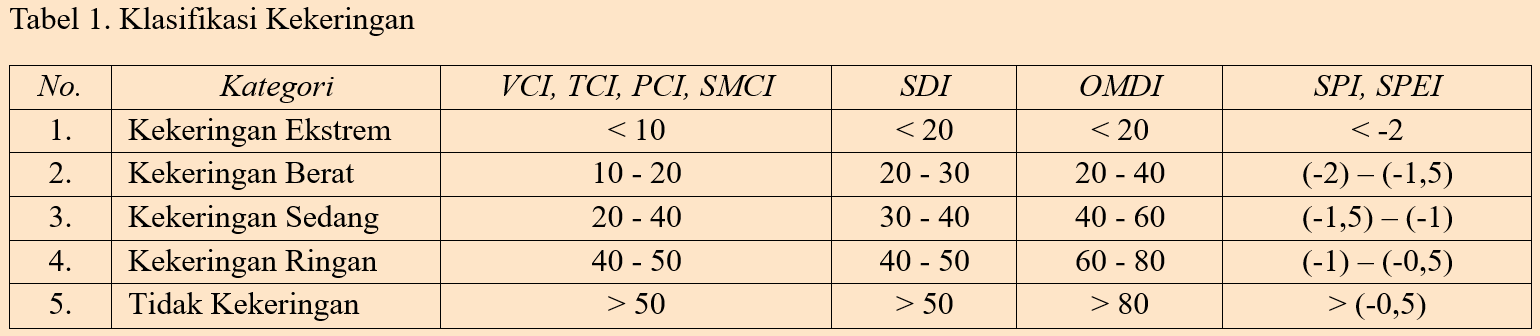 Tabel 1. Klasifikasi Kekeringan
No. Kategori VCI, TCI, PCI, SMCI SDI OMDI SPI, SPEI
1. Kekeringan Ekstrem < 10 < 20 < 20 < -2
2. Kekeringan Berat 10 - 20 20 - 30 20 - 40 (-2) – (-1,5)
3. Kekeringan Sedang 20 - 40 30 - 40 40 - 60 (-1,5) – (-1)
4. Kekeringan Ringan 40 - 50 40 - 50 60 - 80 (-1) – (-0,5)
5. Tidak Kekeringan > 50 > 50 > 80 > (-0,5)